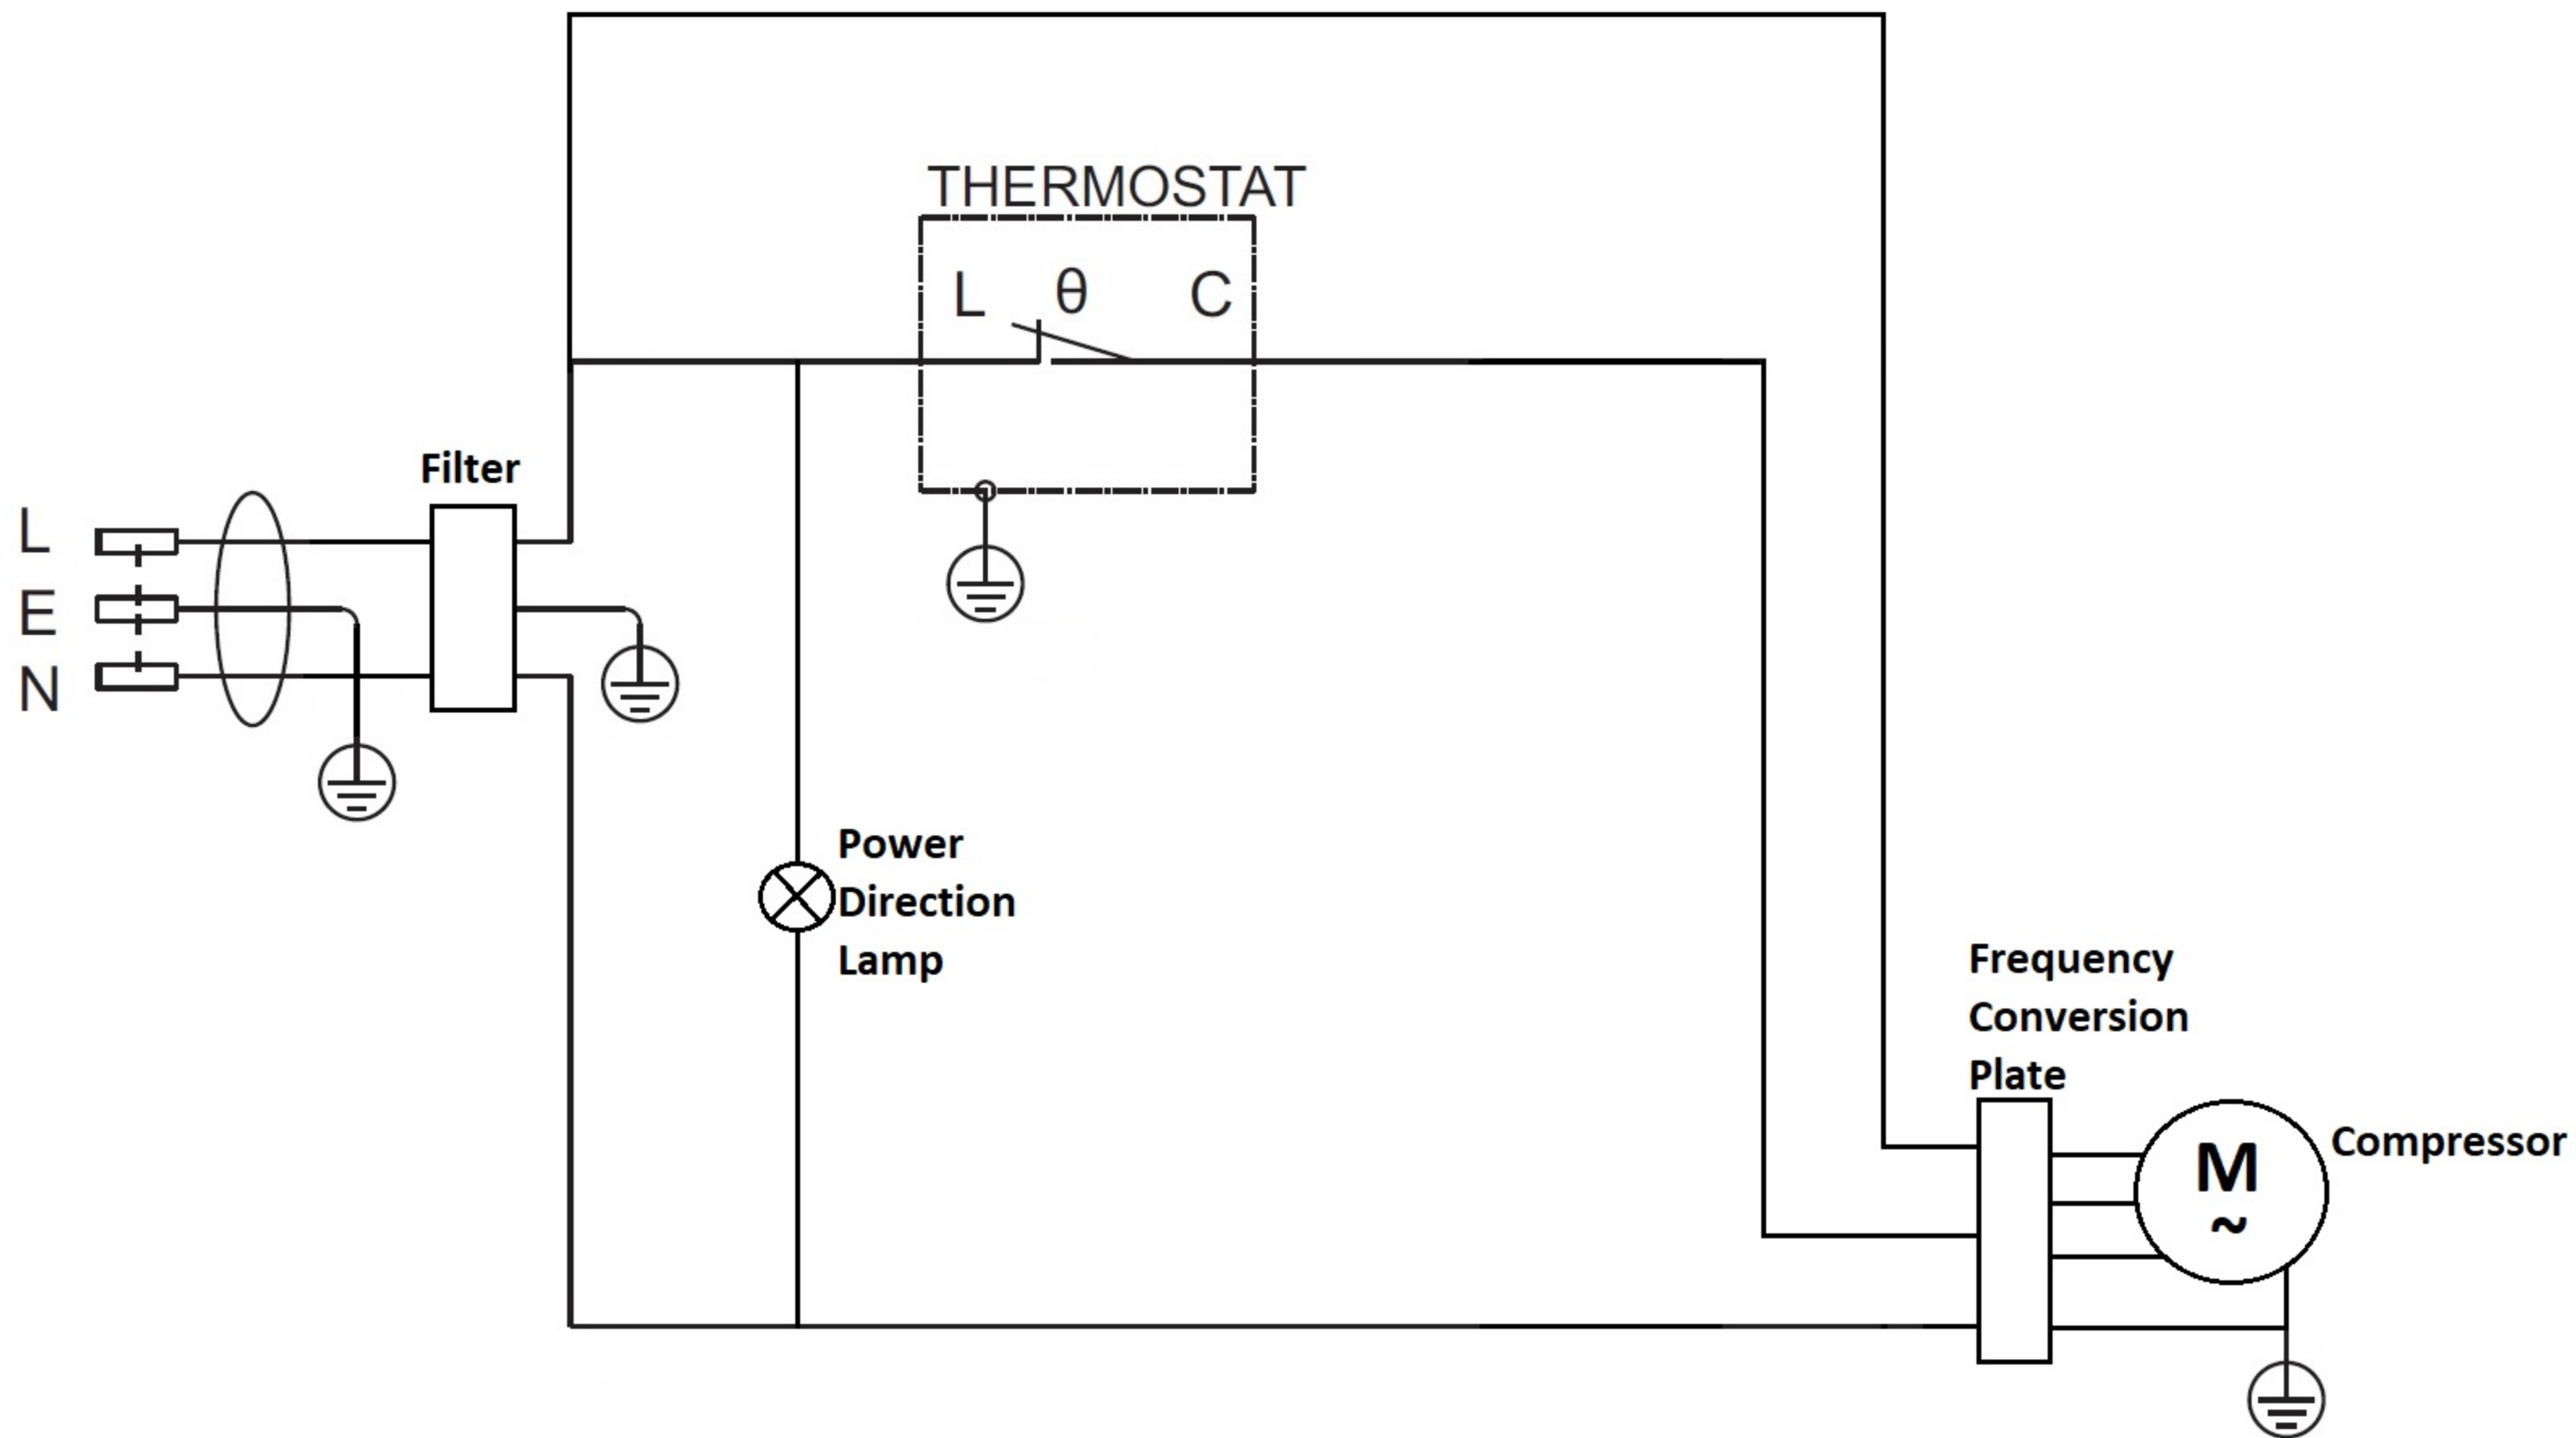 THERMOSTAT
L θ C
Filter
L
E
N
Power
Direction
Lamp
Frequency
Conversion
Plate
M
~
Compressor